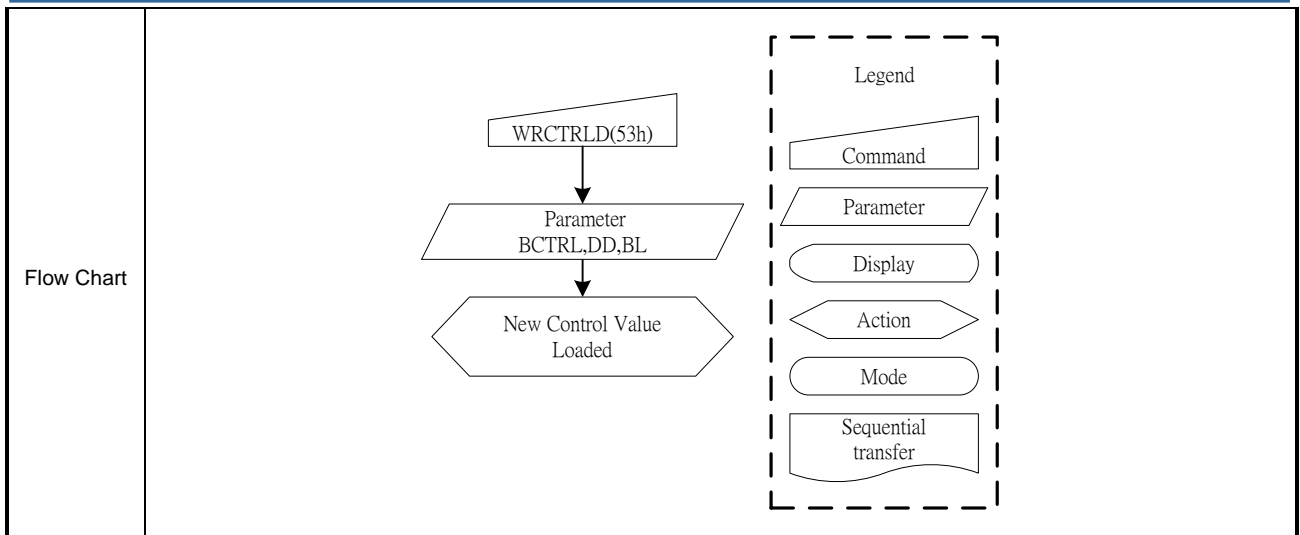 Flow Chart
WRCTRLD(53h)
Parameter
BCTRL,DD,BL
New Control Value
Loaded
Legend
Command
Parameter
Display
Action
Mode
Sequential
transfer